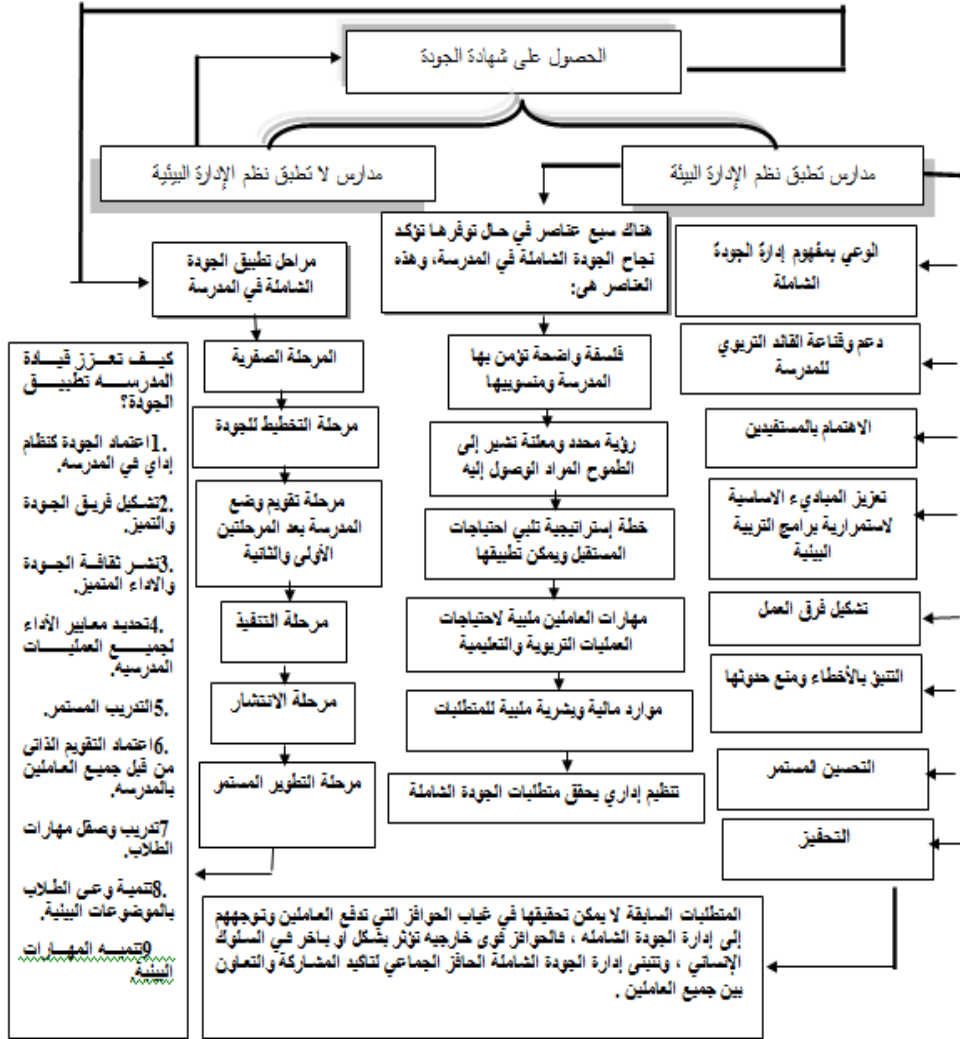 الحصول على شهادة الجودة
مدارس تطبق نظم الإدارة البيئة
مدارس لا تطبق نظم الإدارة البيئية
الوعي بمفهوم إدارة الجودة
الشاملة
دعم وقناعة القائد التربوي
للمدرسة
الاهتمام بالمستفيدين
تعزيز المباديء الاساسية
لاستمرارية برامج التربية
البيئية
تشكيل فرق العمل
التنبؤ بالأخطاء ومنع حدوثها
التحسين المستمر
التحفيز
هناك سبع عناصر في حال توفرها تؤكد
نجاح الجودة الشاملة في المدرسة، وهذه
العناصر هي:
فلسفة واضحة تؤمن بها
المدرسة ومنسوبيها
رؤية محدد ومعلنة تشير إلى
الطموح المراد الوصول إليه
خطة إستراتيجية تلبي احتياجات
المستقبل ويمكن تطبيقها
مهارات العاملين ملبية لاحتياجات
العمليات التربوية والتعليمية
موارد مالية وبشرية ملبية للمتطلبات
تنظيم إداري يحقق متطلبات الجودة الشاملة
مراحل تطبيق الجودة
الشاملة في المدرسة
المرحلة الصفرية
مرحلة التخطيط للجودة
مرحلة تقويم وضع
المدرسة بعد المرحلتين
الأولى والثانية
مرحلة التنفيذ
مرحلة الانتشار
مرحلة التطوير المستمر
كيف تعزز قيادة
المدرسه تطبيق
الجودة؟
1.اعتماد الجودة كنظام
إداي في المدرسه.
2.تشكيل فريق الجودة
والتميز.
3.نشر ثقافة الجودة
والاداء المتميز.
4.تحديد معايير الأداء
لجميع العمليات
المدرسيه.
5.التدريب المستمر.
6.اعتماد التقويم الذاتي
من قبل جميع العاملين
بالمدرسه.
7تدريب وصقل مهارات
الطلاب.
8.تنمية وعي الطلاب
بالموضوعات البيئية.
9تنميه المهارات
البيئية.
المتطلبات السابقة لا يمكن تحقيقها في غياب الحوافز التي تدفع العاملين وتوجههم
إلى إدارة الجودة الشامله ، فالحوافز قوى خارجيه تؤثر بشكل أو بآخر في السلوك
الإنساني ، وتتبنى إدارة الجودة الشاملة الحافز الجماعي لتاكيد المشاركة والتعاون
بين جميع العاملين .